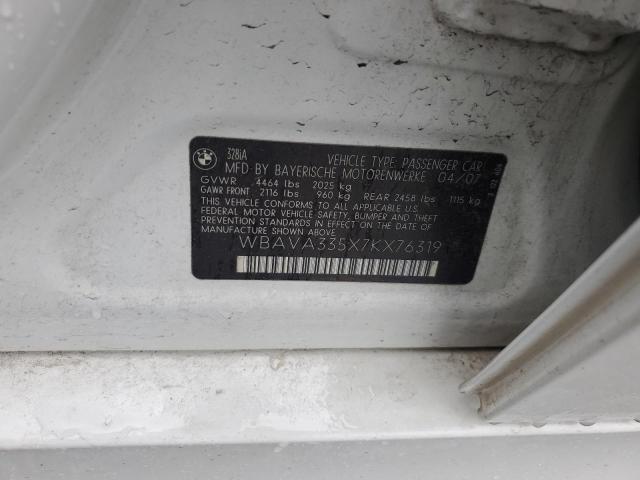 328iA
VEHICLE TYPE: PASSENGER CAR
MFD BY BAYERISCHE MOTORENWERKE 04/07
GVWR 4464 lbs 2025 kg
GAWR FRONT 2116 lbs 960 kg REAR 2458 lbs 1115 kg
THIS VEHICLE CONFORMS TO ALL APPLICABLE
FEDERAL MOTOR VEHICLE SAFETY, BUMPER AND THEFT
PREVENTION STANDARDS IN EFFECT ON THE DATE
OF MANUFACTURE SHOWN ABOVE.
WBAVA335X7KX76319